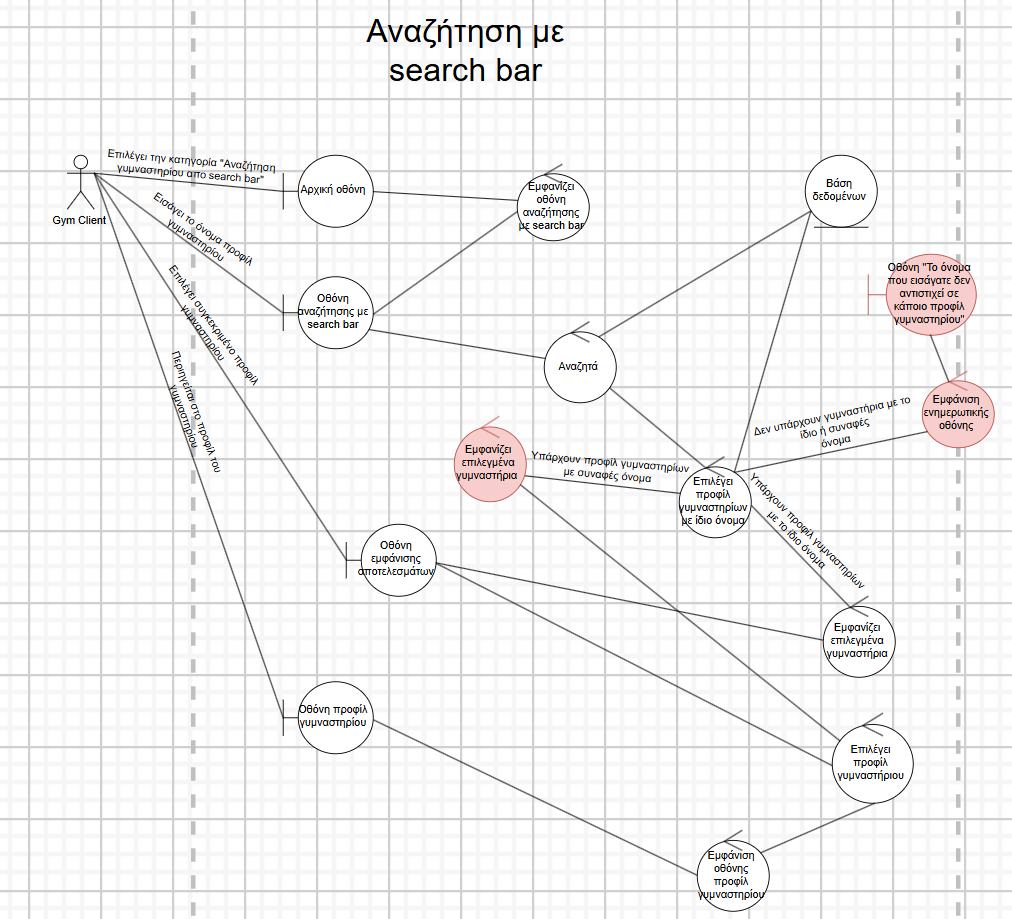 Αναζήτηση με
search bar
Επιλέγει την κατηγορία "Αναζήτηση
γυμναστηρίου απο search bar"
Gym Client
Αρχική οθόνη
Εμφανίζει
οθόνη
αναζήτησης
με search bar
Βάση
δεδομένων
Εισάγει το όνομα προφίλ
γυμναστηρίου
Οθόνη
αναζήτησης με
search bar
Οθόνη "Το όνομα
που εισάγατε δεν
αντιστιχεί σε
κάποιο προφίλ
γυμναστηρίου"
Επιλέγει συγκεκριμένο προφίλ
γυμναστηρίου
Αναζητά
Περιηγείται στο προφίλ του
γυμναστηρίου
Εμφάνιση
ενημερωτικής
οθόνης
Δεν υπάρχουν γυμναστήρια με το
ίδιο ή συναφές
όνομα
Εμφανίζει
επιλεγμένα
γυμναστήρια
Υπάρχουν προφίλ γυμναστηρίων
με συναφές όνομα
Επιλέγει
προφίλ
γυμναστηρίων
με ίδιο όνομα
Υπάρχουν προφίλ γυμναστηρίων
με το ίδιο όνομα
Οθόνη
εμφάνισης
αποτελεσμάτων
Εμφανίζει
επιλεγμένα
γυμναστήρια
Οθόνη προφίλ
γυμναστηρίου
Επιλέγει
προφίλ
γυμναστήριου
Εμφάνιση
οθόνης
προφίλ
γυμναστηρίου